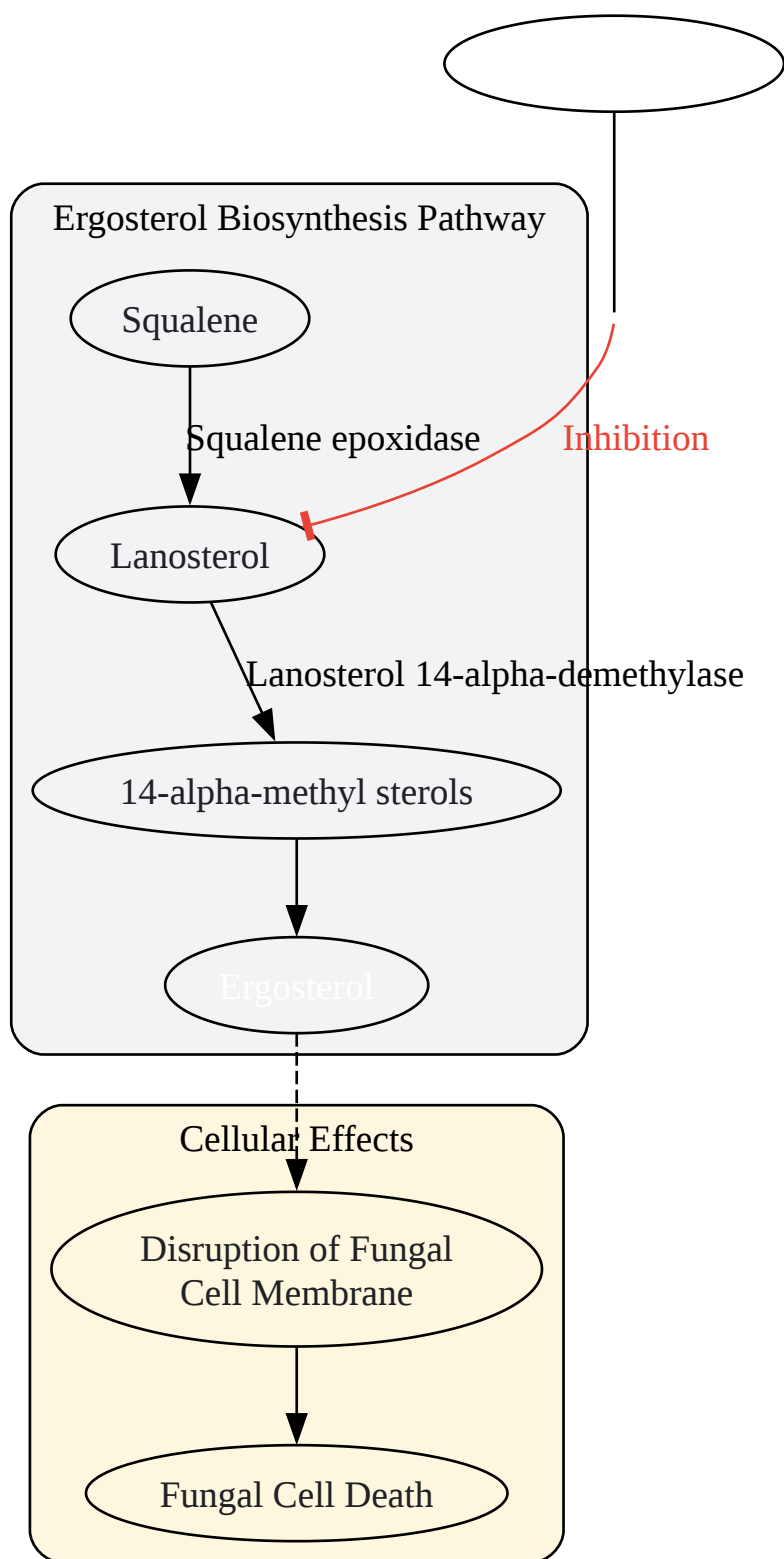 Ergosterol Biosynthesis Pathway
Squalene
Squalene epoxidase
Inhibition
Lanosterol
Lanosterol 14-alpha-demethylase
14-alpha-methyl sterols
Ergosterol
Cellular Effects
Disruption of Fungal
Cell Membrane
Fungal Cell Death